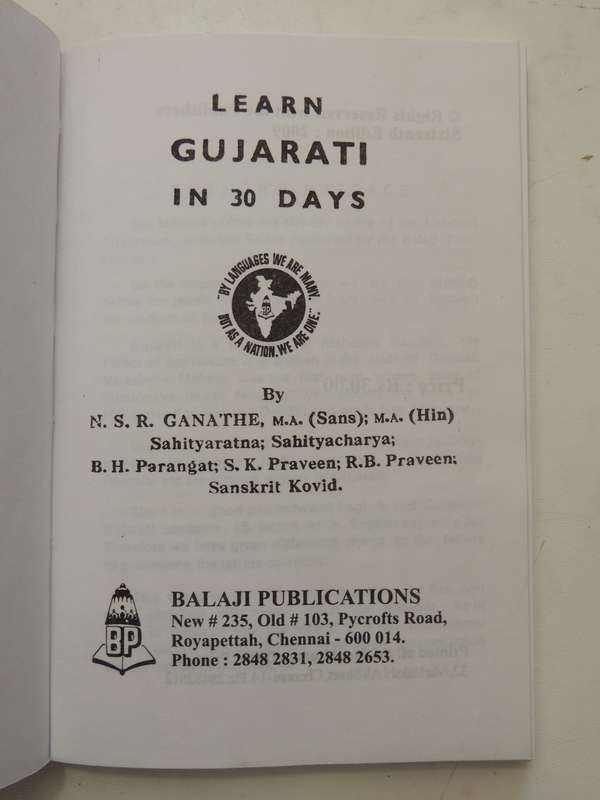 LEARN
GUJARATI
IN 30 DAYS
"BY LANGUAGES WE ARE MANY.
BUT AS A NATION. WE ARE ONE."
By
N. S. R. GANATHE, M.A. (Sans); M.A. (Hin)
Sahityaratna; Sahityacharya;
B. H. Parangat; S. K. Praveen; R.B. Praveen;
Sanskrit Kovid.
BP
BALAJI PUBLICATIONS
New # 235, Old # 103, Pycrofts Road,
Royapettah, Chennai - 600 014.
Phone : 2848 2831, 2848 2653.